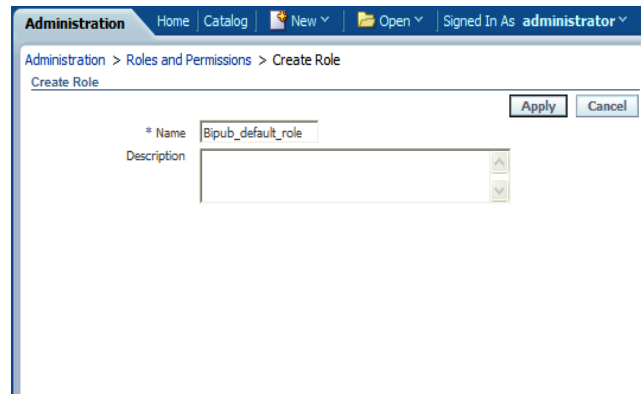 Administration Home Catalog New Open Signed In As administrator
Administration > Roles and Permissions > Create Role
Create Role
Apply Cancel
* Name Bipub_default_role
Description